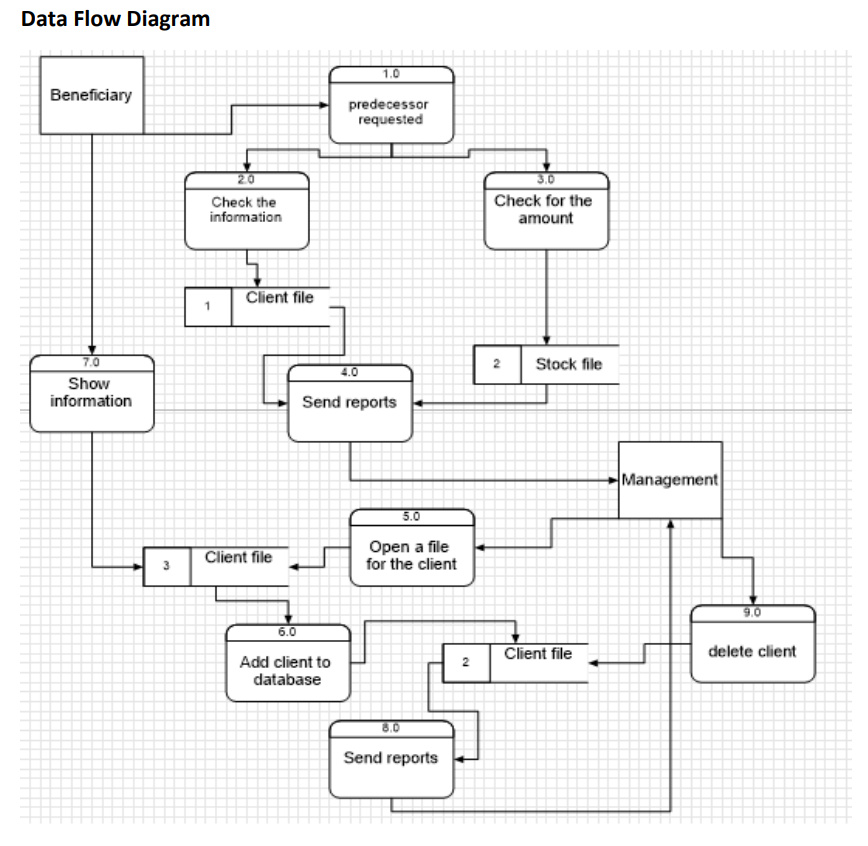 Data Flow Diagram
Beneficiary
1.0
predecessor
requested
2.0
Check the
information
3.0
Check for the
amount
1
Client file
2
Stock file
7.0
Show
information
4.0
Send reports
Management
5.0
Open a file
for the client
3
Client file
6.0
Add client to
database
2
Client file
9.0
delete client
8.0
Send reports